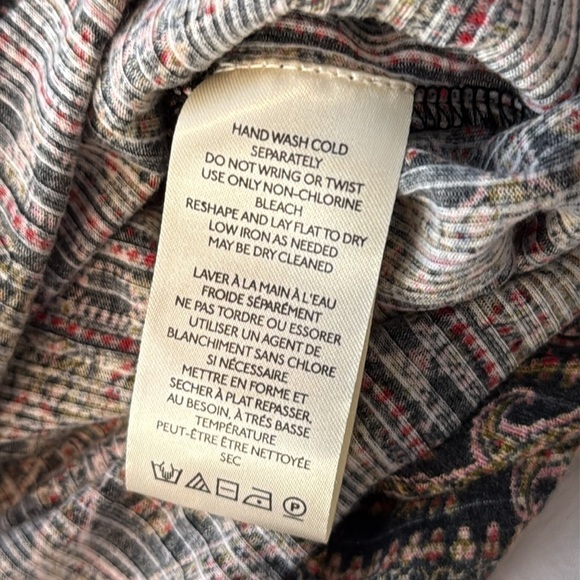 HAND WASH COLD
SEPARATELY
DO NOT WRING OR TWIST
USE ONLY NON-CHLORINE
BLEACH
RESHAPE AND LAY FLAT TO DRY
LOW IRON AS NEEDED
MAY BE DRY CLEANED
LAVER À LA MAIN À L'EAU
FROIDE SÉPARÉMENT
NE PAS TORDRE OU ESSORER
UTILISER UN AGENT DE
BLANCHIMENT SANS CHLORE
SI NÉCESSAIRE
METTRE EN FORME ET
SÉCHER À PLAT REPASSER,
AU BESOIN, À TRÉS BASSE
TEMPÉRATURE
PEUT-ÊTRE ÊTRE NETTOYÉE
SEC
P